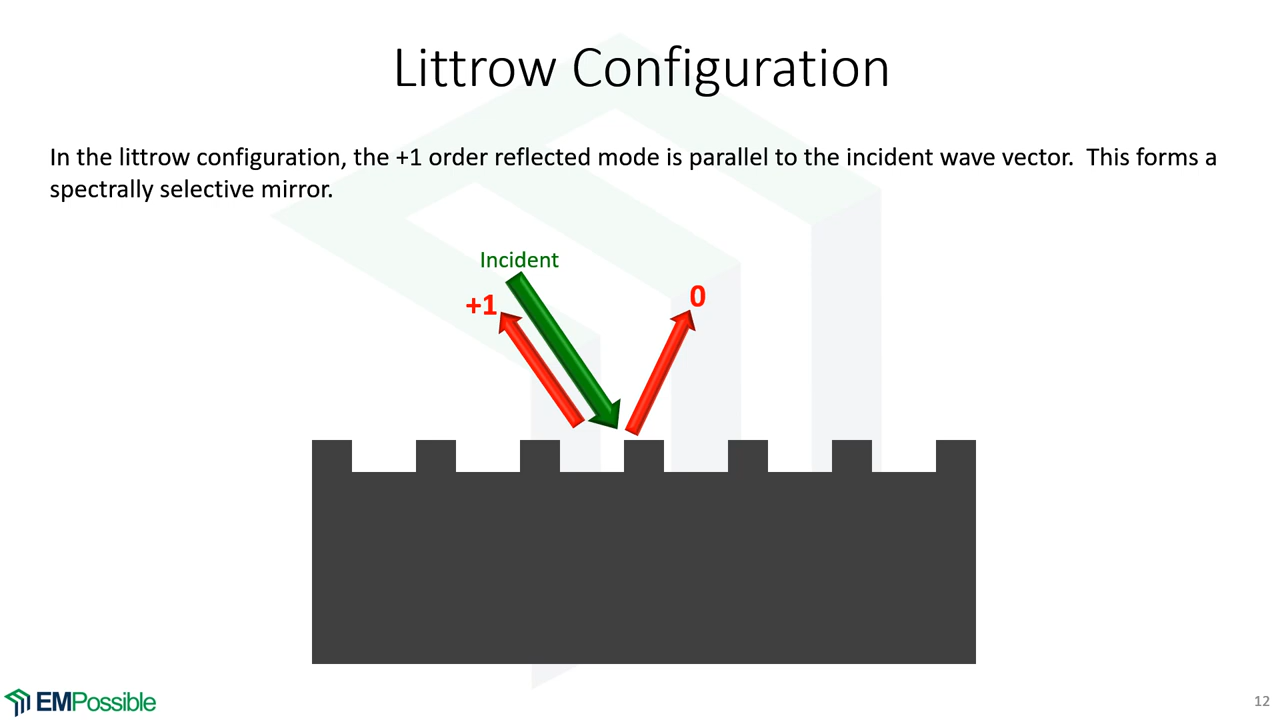 Littrow Configuration
In the littrow configuration, the +1 order reflected mode is parallel to the incident wave vector.  This forms a
spectrally selective mirror.
Incident
+1
0
EMPossible
12